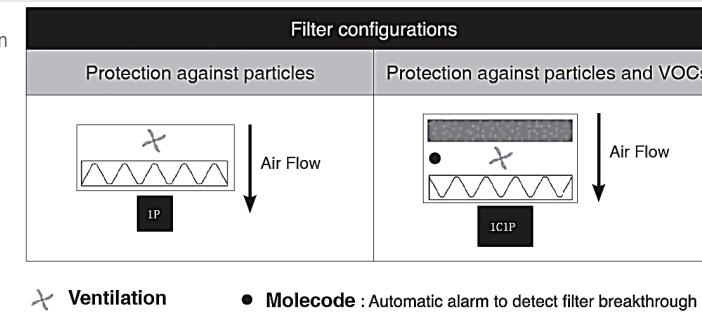 n
Filter configurations
Protection against particles
Protection against particles and VOCs
Air Flow
Air Flow
1P
1C1P
Ventilation
● Molecode : Automatic alarm to detect filter breakthrough